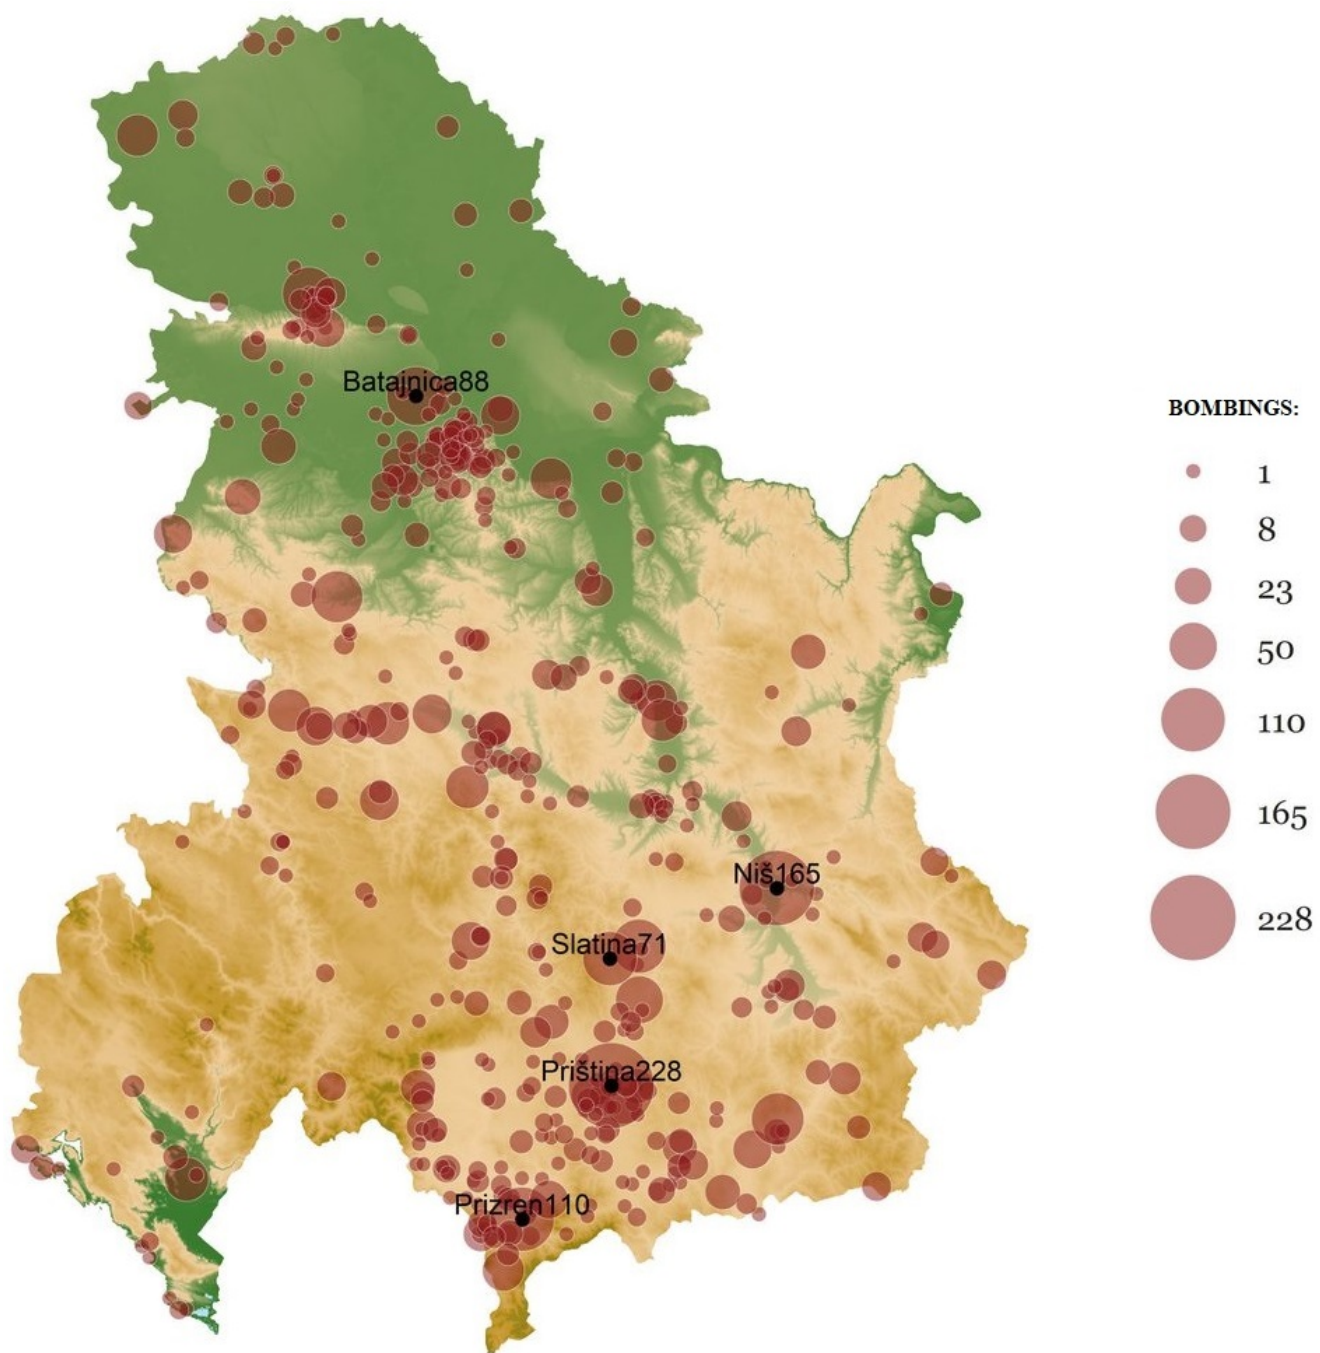 Batajnica88
BOMBINGS:
1
8
23
50
110
165
228
Niš165
Slatina71
Priština228
Prizren110